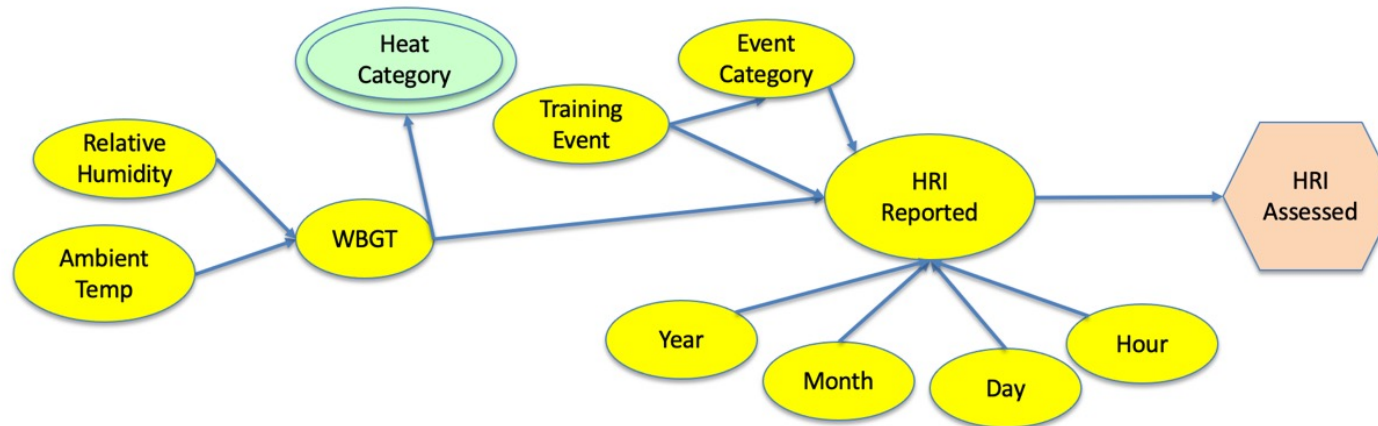 Heat
Category
Event
Category
Training
Event
Relative
Humidity
HRI
Reported
HRI
Assessed
WBGT
Ambient
Temp
Year
Hour
Month
Day